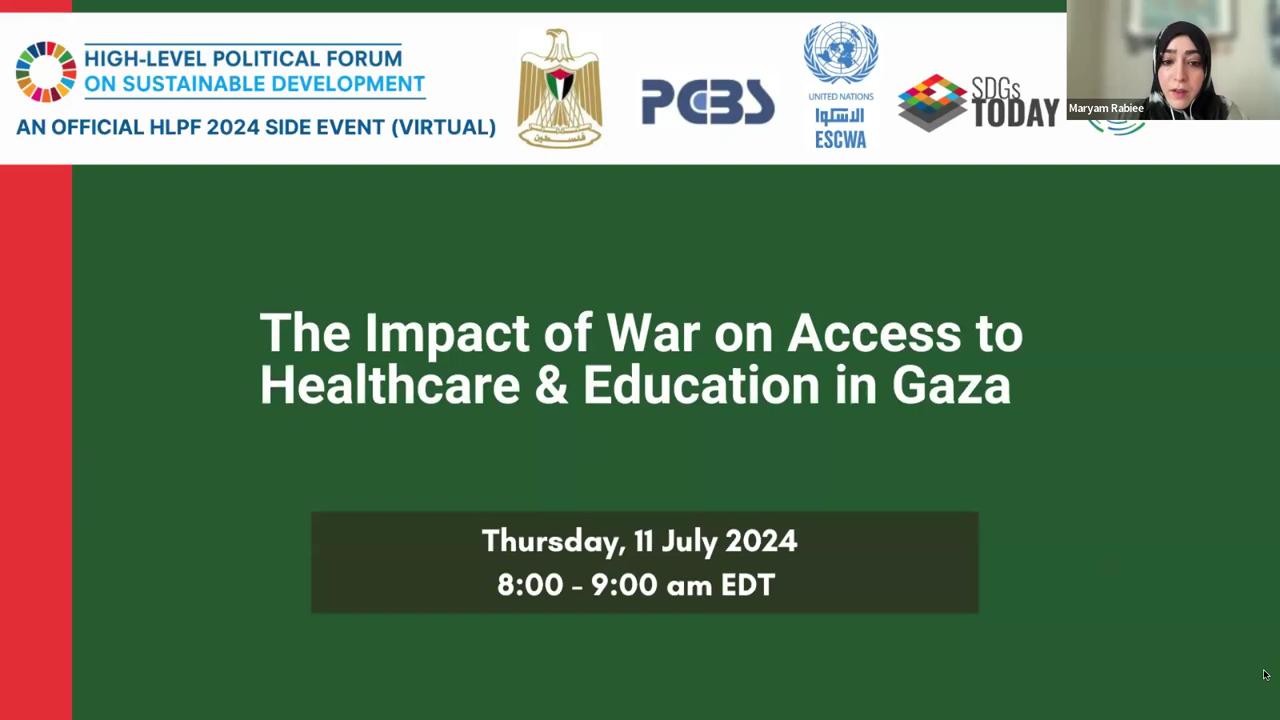 HIGH-LEVEL POLITICAL FORUM
ON SUSTAINABLE DEVELOPMENT
AN OFFICIAL HLPF 2024 SIDE EVENT (VIRTUAL)
فلسطين
PCBS
UNITED NATIONS
الاسكوا
ESCWA
SDGs
TODAY
Maryam Rabiee
The Impact of War on Access to
Healthcare & Education in Gaza
Thursday, 11 July 2024
8:00 - 9:00 am EDT